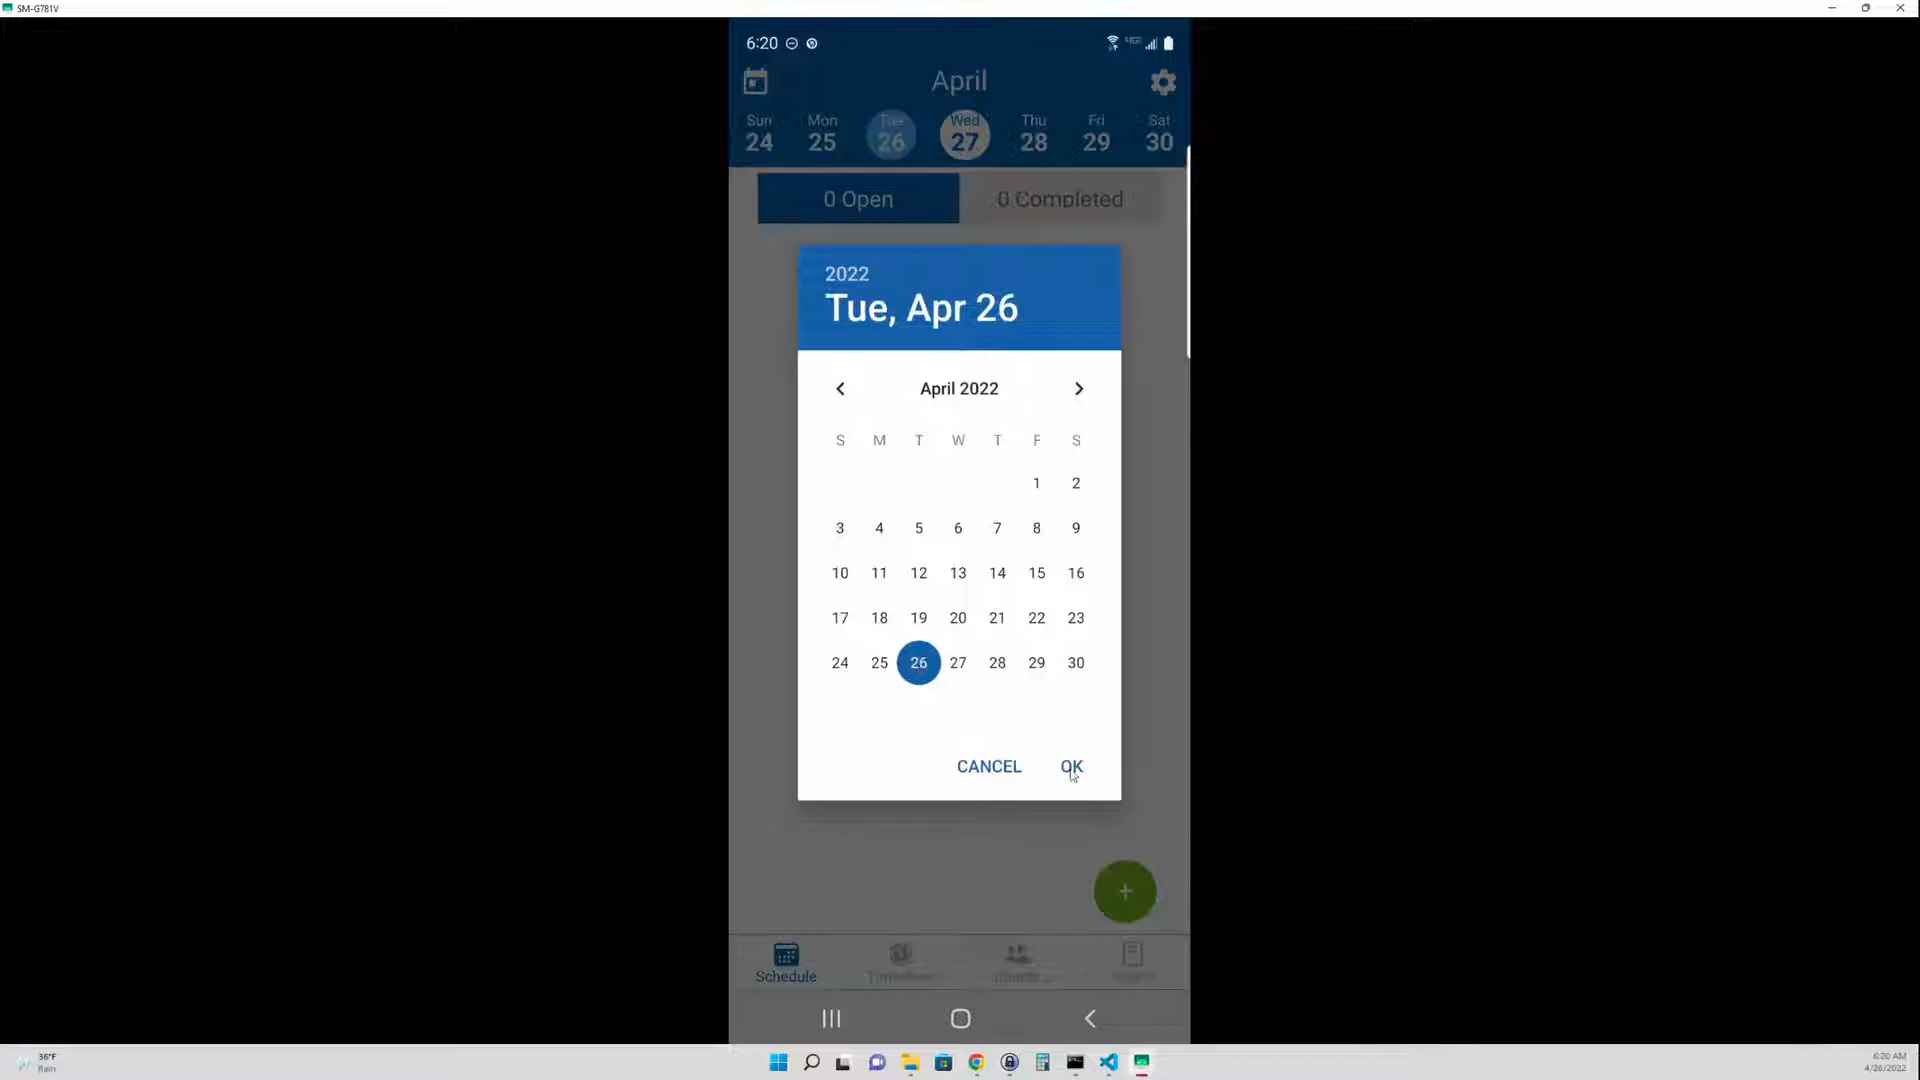 SM-G781V
6:20
April
Sun Mon Tue Wed Thu Fri Sat
24 25 26 27 28 29 30
0 Open 0 Completed
2022
Tue, Apr 26
April 2022
S M T W T F S
1 2
3 4 5 6 7 8 9
10 11 12 13 14 15 16
17 18 19 20 21 22 23
24 25 26 27 28 29 30
CANCEL OK
Schedule
36°F
Rain
6:20 AM
4/26/2022